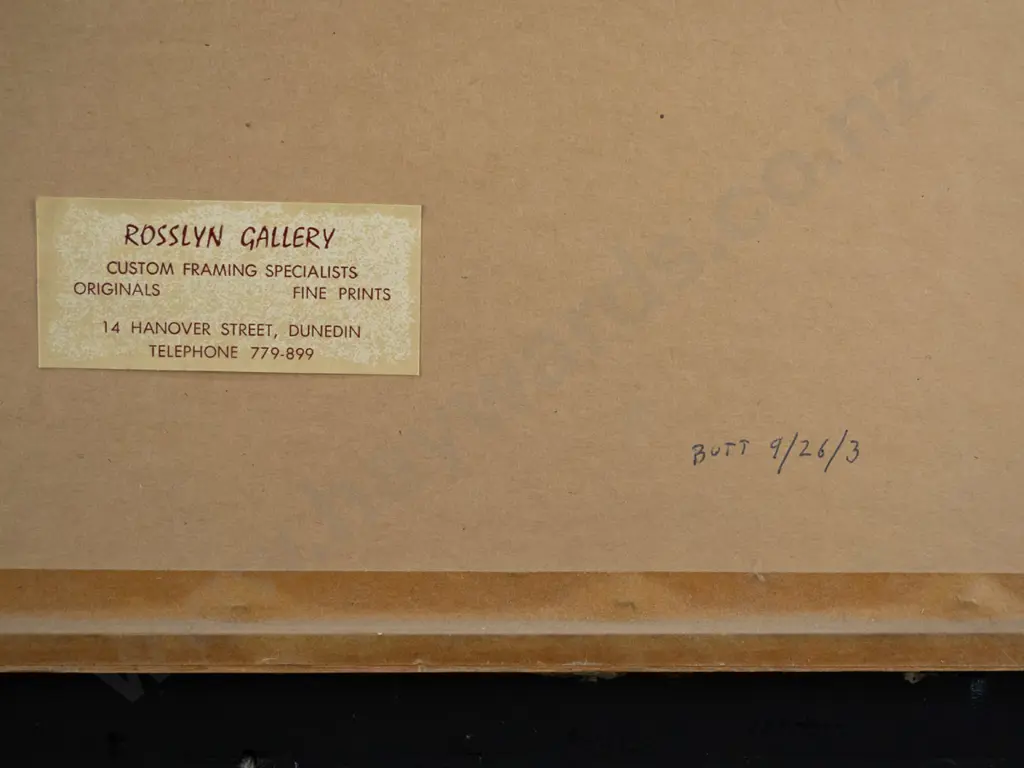 ROSSLYN GALLERY
CUSTOM FRAMING SPECIALISTS
ORIGINALS FINE PRINTS
14 HANOVER STREET, DUNEDIN
TELEPHONE 779-899
BUTT 9/26/3